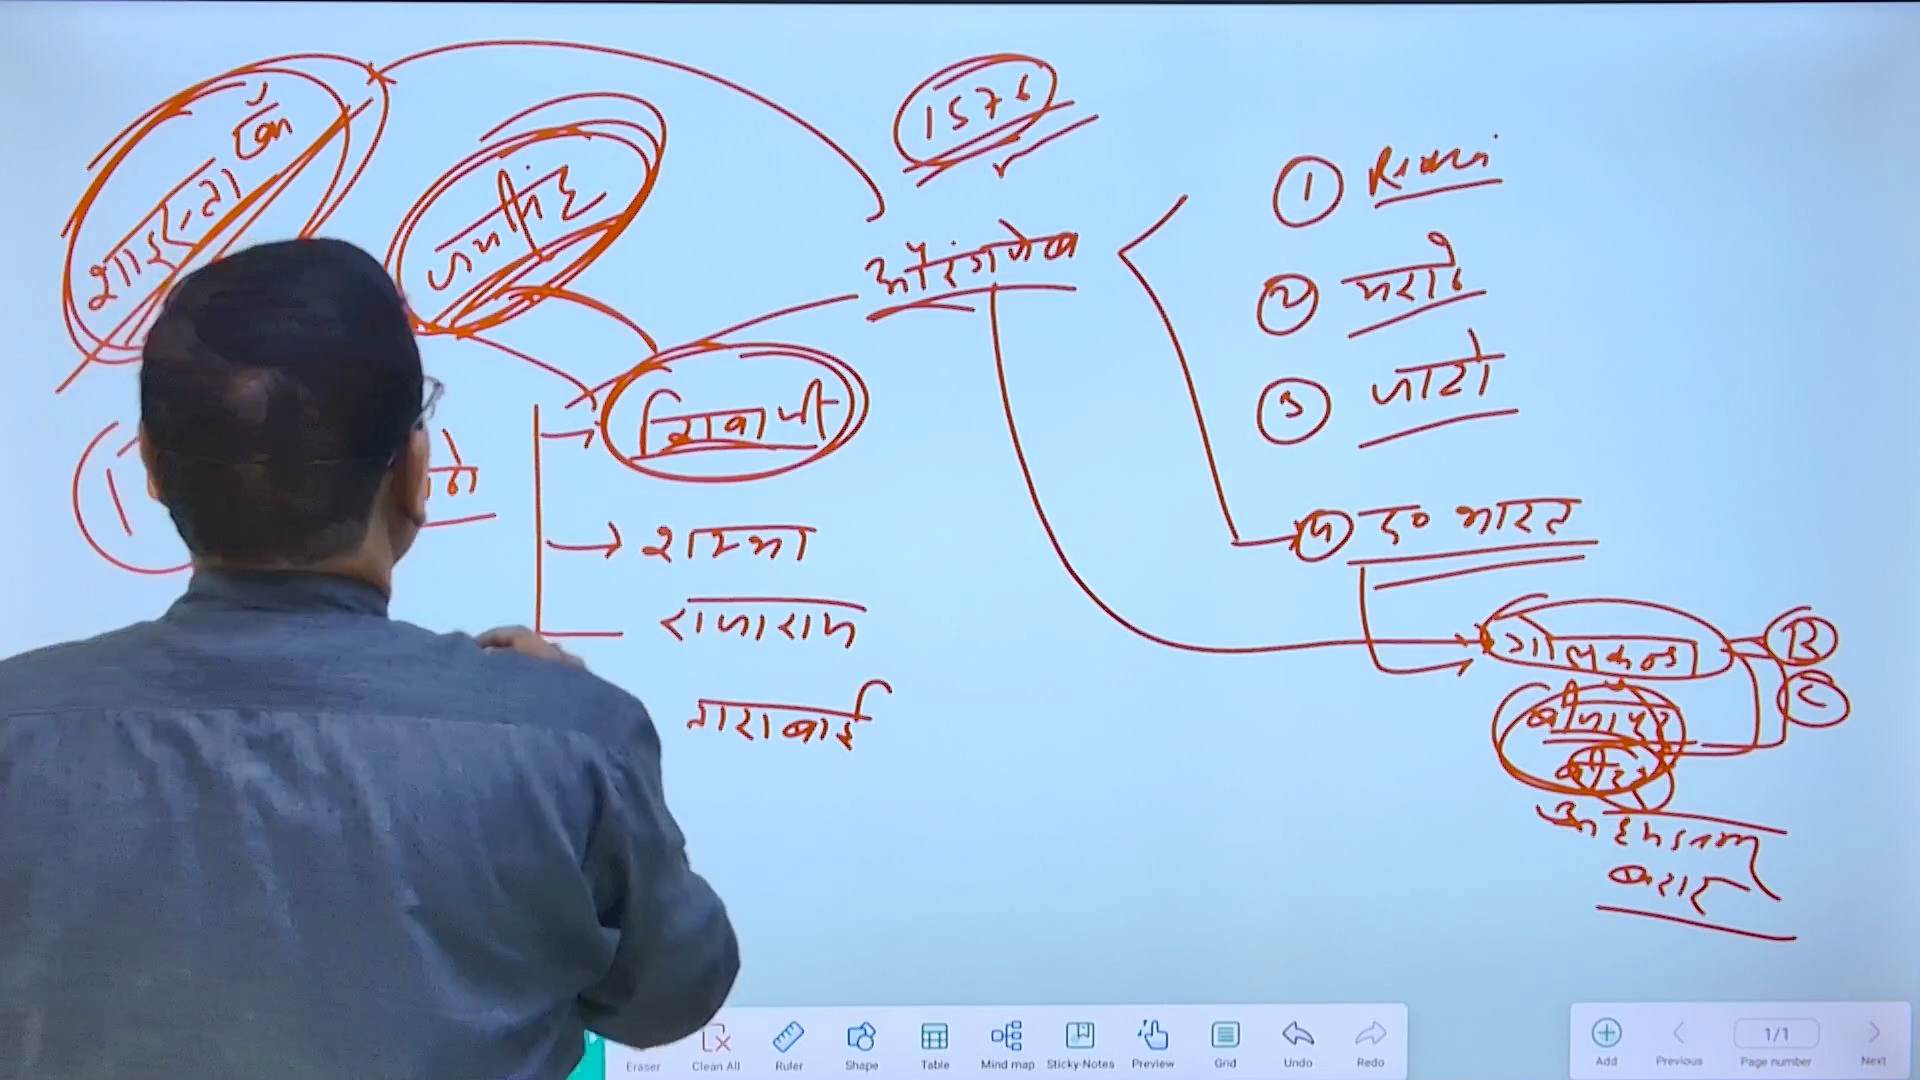 शाइस्ता खाँ
जयसिंह
1576
औरंगजेब
① सिक्ख
② मराठे
③ जाटो
④ द० भारत
1
शिवाजी
शम्भा
राजाराम
ताराबाई
गोलकुण्डा
B
C
बीजापुर
बीदर
अहमदनगर
बरार
Eraser
Clean All
Ruler
Shape
Table
Mind map
Sticky-Notes
Preview
Grid
Undo
Redo
Add
Previous
1/1
Page number
Next